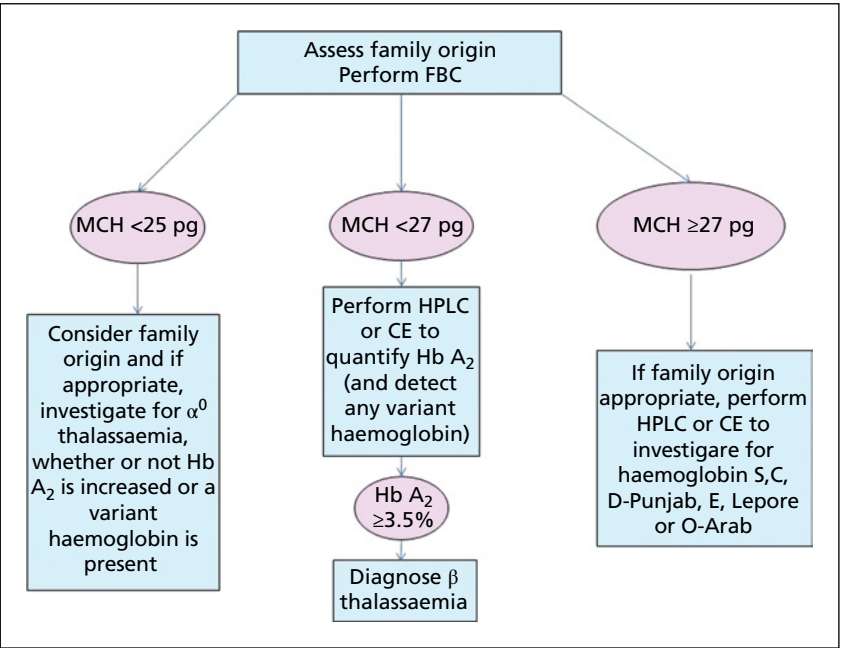 Assess family origin
Perform FBC
MCH <25 pg
MCH <27 pg
MCH ≥27 pg
Consider family
origin and if
appropriate,
investigate for α⁰
thalassaemia,
whether or not Hb
A₂ is increased or a
variant
haemoglobin is
present
Perform HPLC
or CE to
quantify Hb A₂
(and detect
any variant
haemoglobin)
Hb A₂
≥3.5%
Diagnose β
thalassaemia
If family origin
appropriate, perform
HPLC or CE to
investigare for
haemoglobin S,C,
D-Punjab, E, Lepore
or O-Arab